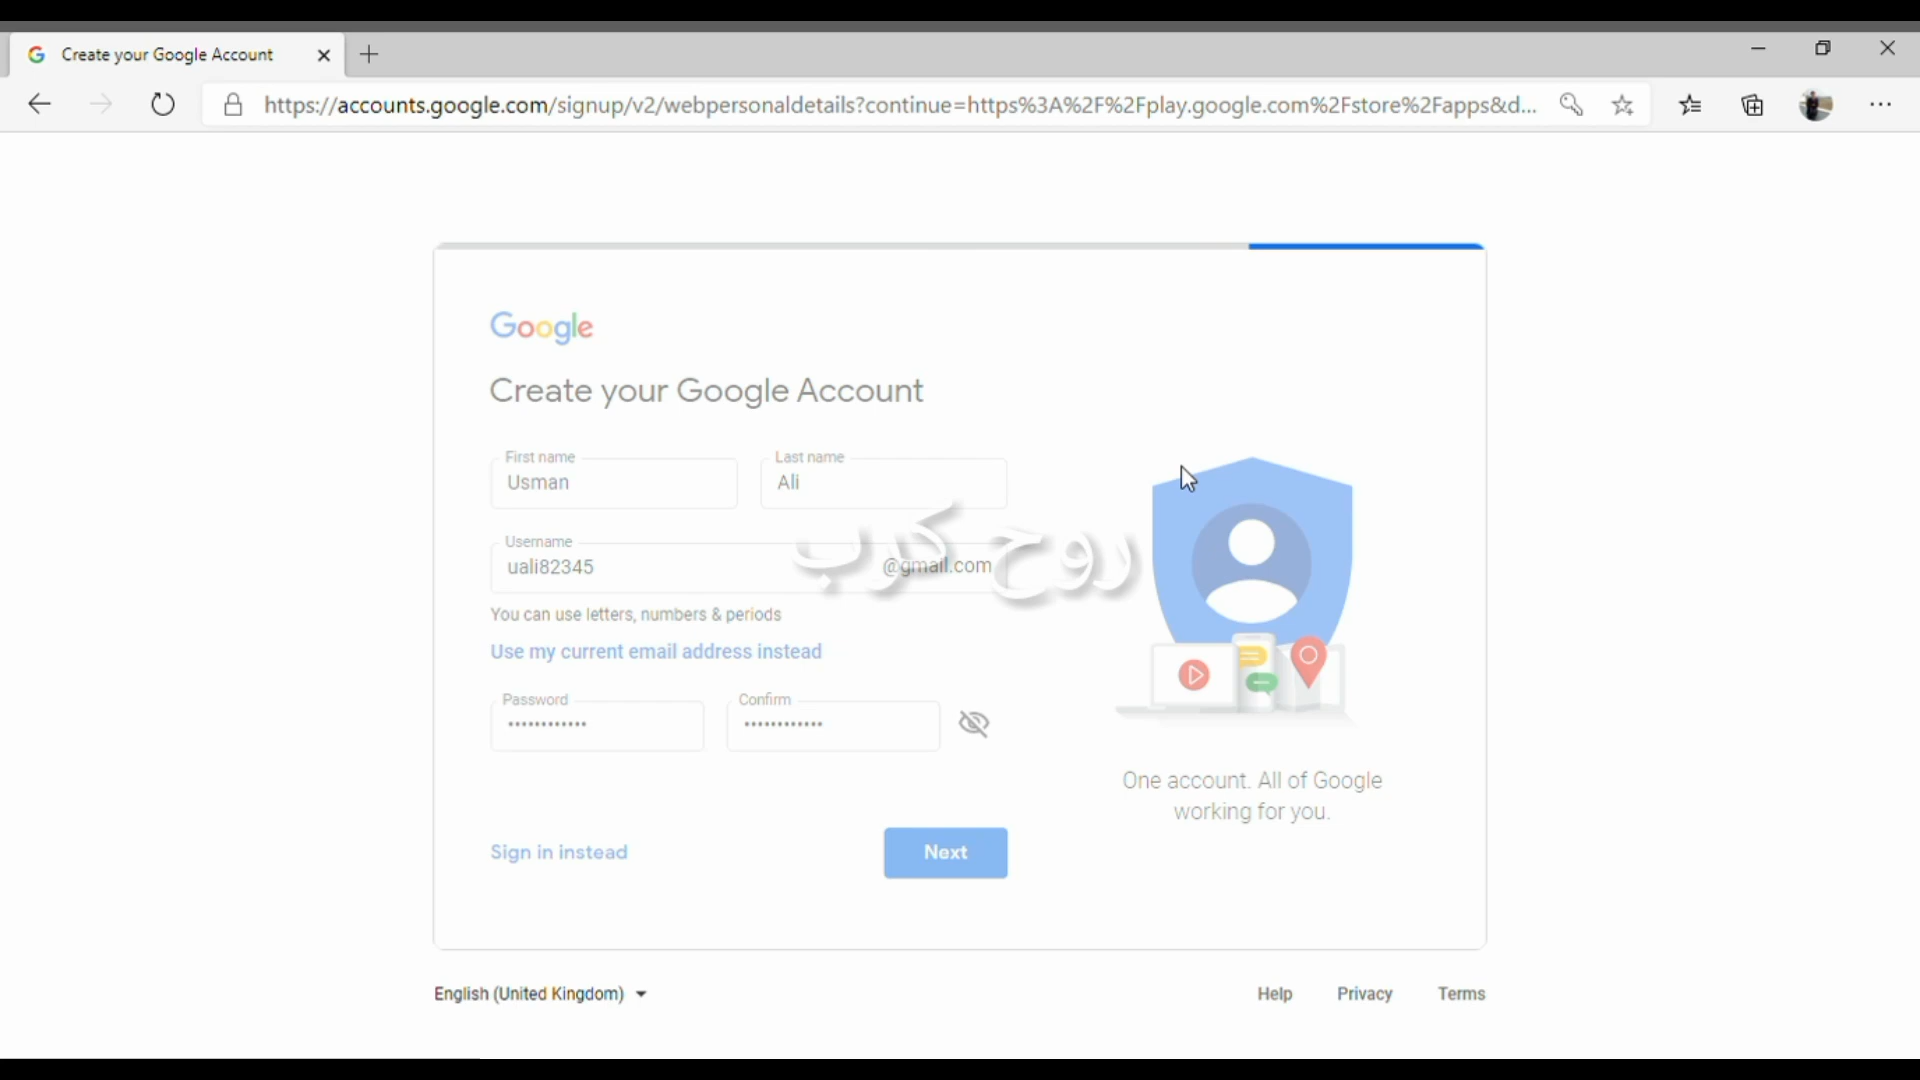 Create your Google Account
https://accounts.google.com/signup/v2/webpersonaldetails?continue=https%3A%2F%2Fplay.google.com%2Fstore%2Fapps&d...
Google
Create your Google Account
First name
Usman
Last name
Ali
روح کرب
Username
uali82345
@gmail.com
You can use letters, numbers & periods
Use my current email address instead
Password
••••••••••••
Confirm
••••••••••••
One account. All of Google
working for you.
Sign in instead
Next
English (United Kingdom)
Help
Privacy
Terms